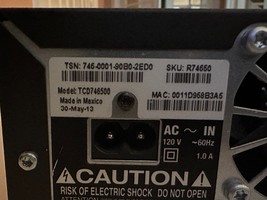 TSN: 746-0001-90B0-2ED0 SKU: R74650
Model: TCD746500 MAC: 0011D958B3A5
Made in Mexico
30-May-13
AC ~ IN
120 V ~60Hz
1.0 A
CAUTION
RISK OF ELECTRIC SHOCK DO NOT OPEN